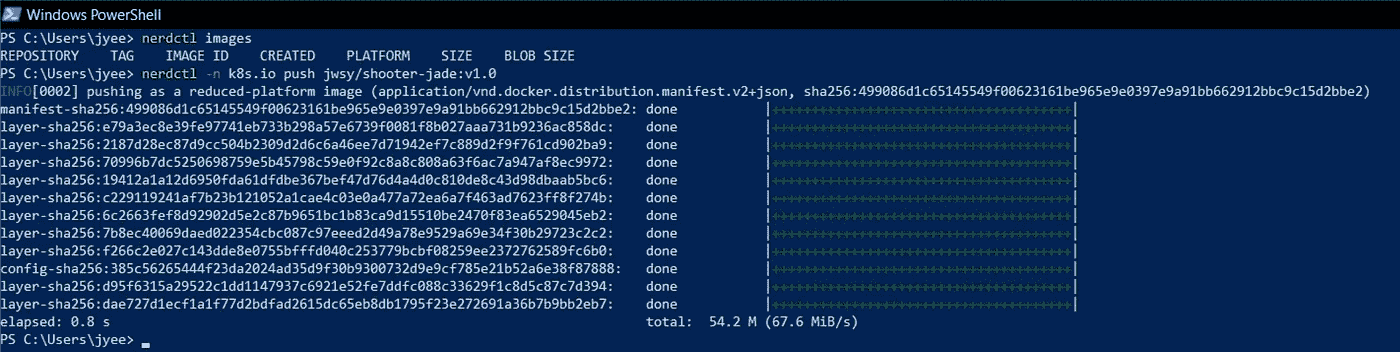 Windows PowerShell
PS C:\Users\jyee> nerdctl images
REPOSITORY    TAG    IMAGE ID    CREATED    PLATFORM    SIZE    BLOB SIZE
PS C:\Users\jyee> nerdctl -n k8s.io push jwsy/shooter-jade:v1.0
INFO[0002] pushing as a reduced-platform image (application/vnd.docker.distribution.manifest.v2+json, sha256:499086d1c65145549f00623161be965e9e0397e9a91bb662912bbc9c15d2bbe2)
manifest-sha256:499086d1c65145549f00623161be965e9e0397e9a91bb662912bbc9c15d2bbe2: done           |++++++++++++++++++++++++++++++++++++++|
layer-sha256:e79a3ec8e39fe97741eb733b298a57e6739f0081f8b027aaa731b9236ac858dc:    done           |++++++++++++++++++++++++++++++++++++++|
layer-sha256:2187d28ec87d9cc504b2309d2d6c6a46ee7d71942ef7c889d2f9f761cd902ba9:    done           |++++++++++++++++++++++++++++++++++++++|
layer-sha256:70996b7dc5250698759e5b45798c59e0f92c8a8c808a63f6ac7a947af8ec9972:    done           |++++++++++++++++++++++++++++++++++++++|
layer-sha256:19412a1a12d6950fda61dfdbe367bef47d76d4a4d0c810de8c43d98dbaab5bc6:    done           |++++++++++++++++++++++++++++++++++++++|
layer-sha256:c229119241af7b23b121052a1cae4c03e0a477a72ea6a7f463ad7623ff8f274b:    done           |++++++++++++++++++++++++++++++++++++++|
layer-sha256:6c2663fef8d92902d5e2c87b9651bc1b83ca9d15510be2470f83ea6529045eb2:    done           |++++++++++++++++++++++++++++++++++++++|
layer-sha256:7b8ec40069daed022354cbc087c97eeed2d49a78e9529a69e34f30b29723c2c2:    done           |++++++++++++++++++++++++++++++++++++++|
layer-sha256:f266c2e027c143dde8e0755bfffd040c253779bcbf08259ee2372762589fc6b0:    done           |++++++++++++++++++++++++++++++++++++++|
config-sha256:385c56265444f23da2024ad35d9f30b9300732d9e9cf785e21b52a6e38f87888:   done           |++++++++++++++++++++++++++++++++++++++|
layer-sha256:d95f6315a29522c1dd1147937c6921e52fe7ddfc088c33629f1c8d5c87c7d394:    done           |++++++++++++++++++++++++++++++++++++++|
layer-sha256:dae727d1ecf1a1f77d2bdfad2615dc65eb8db1795f23e272691a36b7b9bb2eb7:    done           |++++++++++++++++++++++++++++++++++++++|
elapsed: 0.8 s                                                                    total:  54.2 M (67.6 MiB/s)
PS C:\Users\jyee>